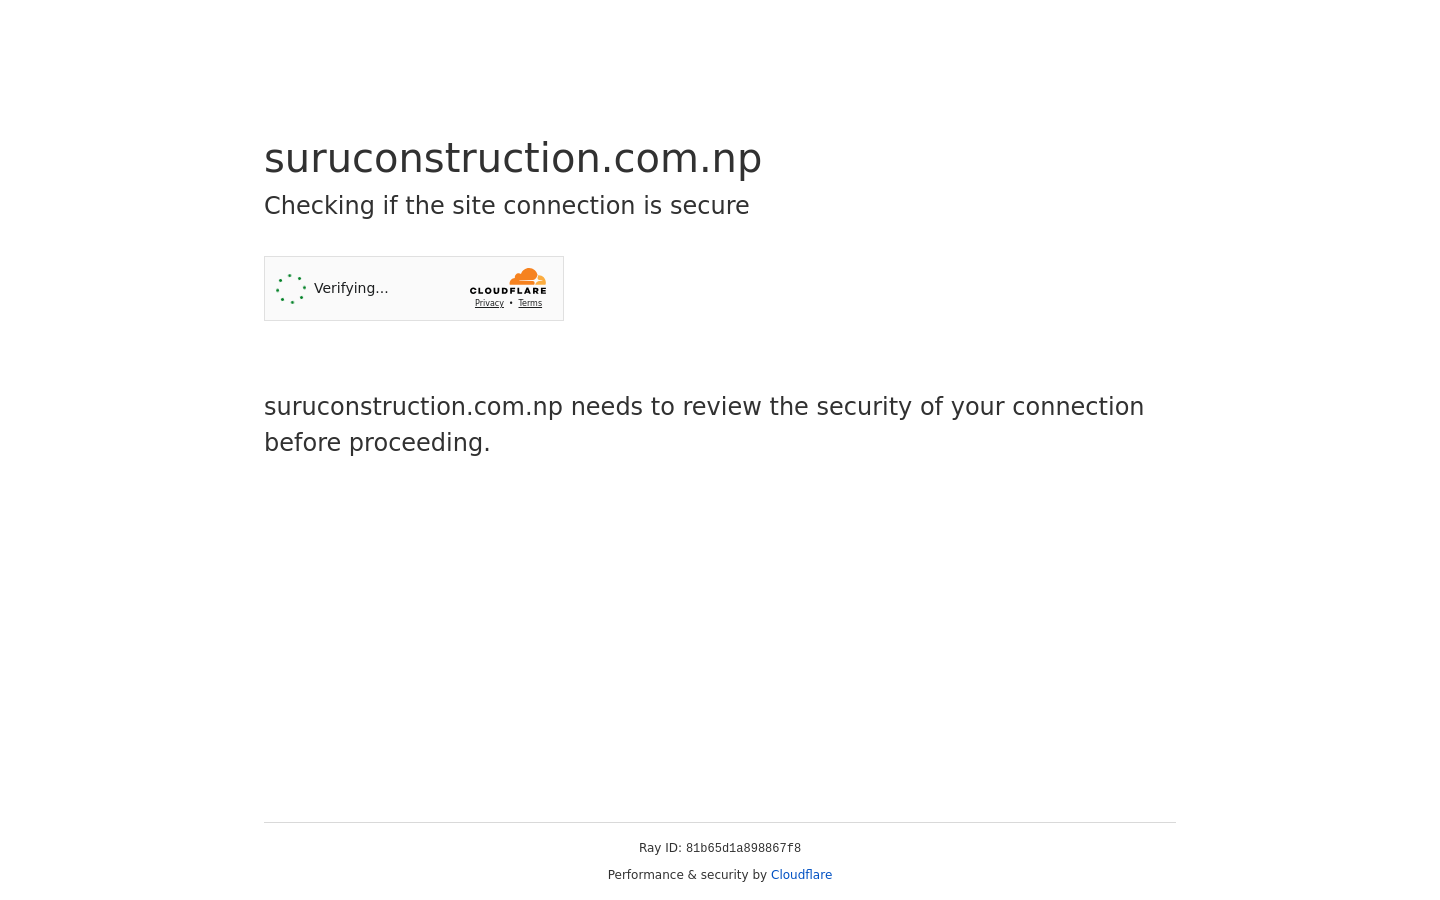 suruconstruction.com.np
Checking if the site connection is secure
Verifying...
CLOUDFLARE
Privacy • Terms
suruconstruction.com.np needs to review the security of your connection
before proceeding.
Ray ID: 81b65d1a898867f8
Performance & security by Cloudflare